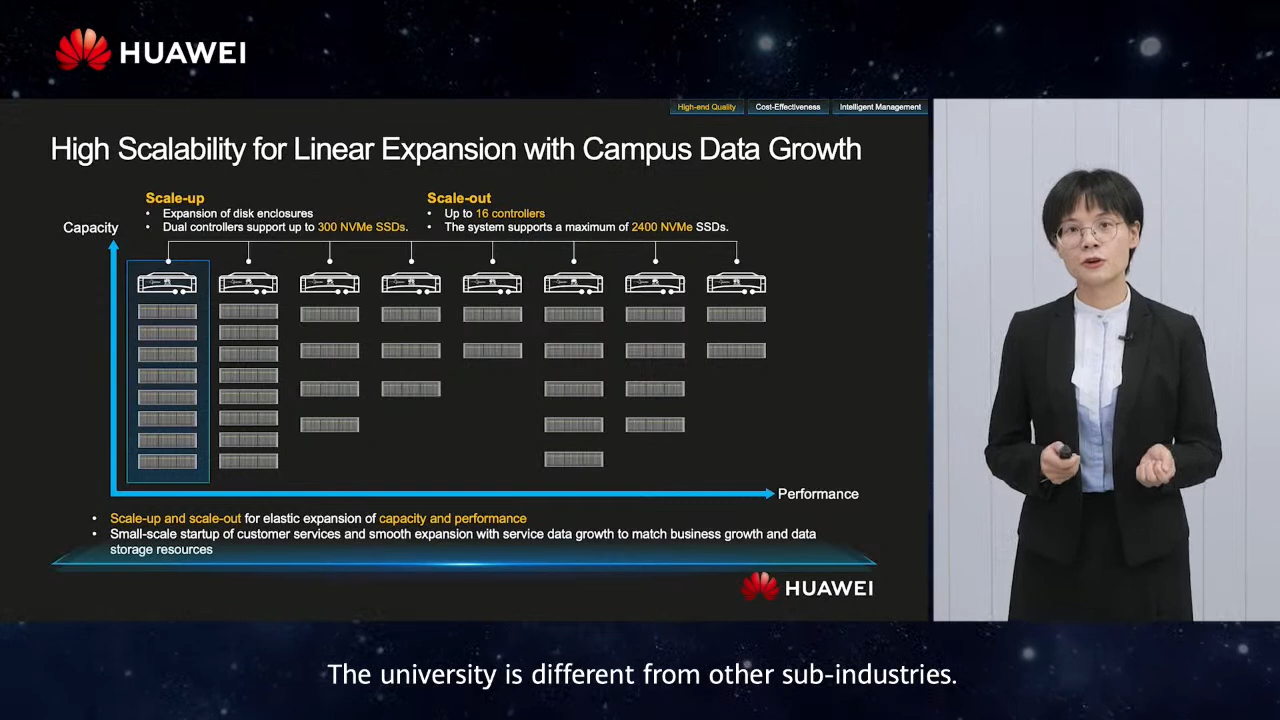 HUAWEI
High-end Quality
Cost-Effectiveness
Intelligent Management
High Scalability for Linear Expansion with Campus Data Growth
Scale-up
• Expansion of disk enclosures
• Dual controllers support up to 300 NVMe SSDs.
Scale-out
• Up to 16 controllers
• The system supports a maximum of 2400 NVMe SSDs.
Capacity
Performance
• Scale-up and scale-out for elastic expansion of capacity and performance
• Small-scale startup of customer services and smooth expansion with service data growth to match business growth and data
storage resources
HUAWEI
The university is different from other sub-industries.